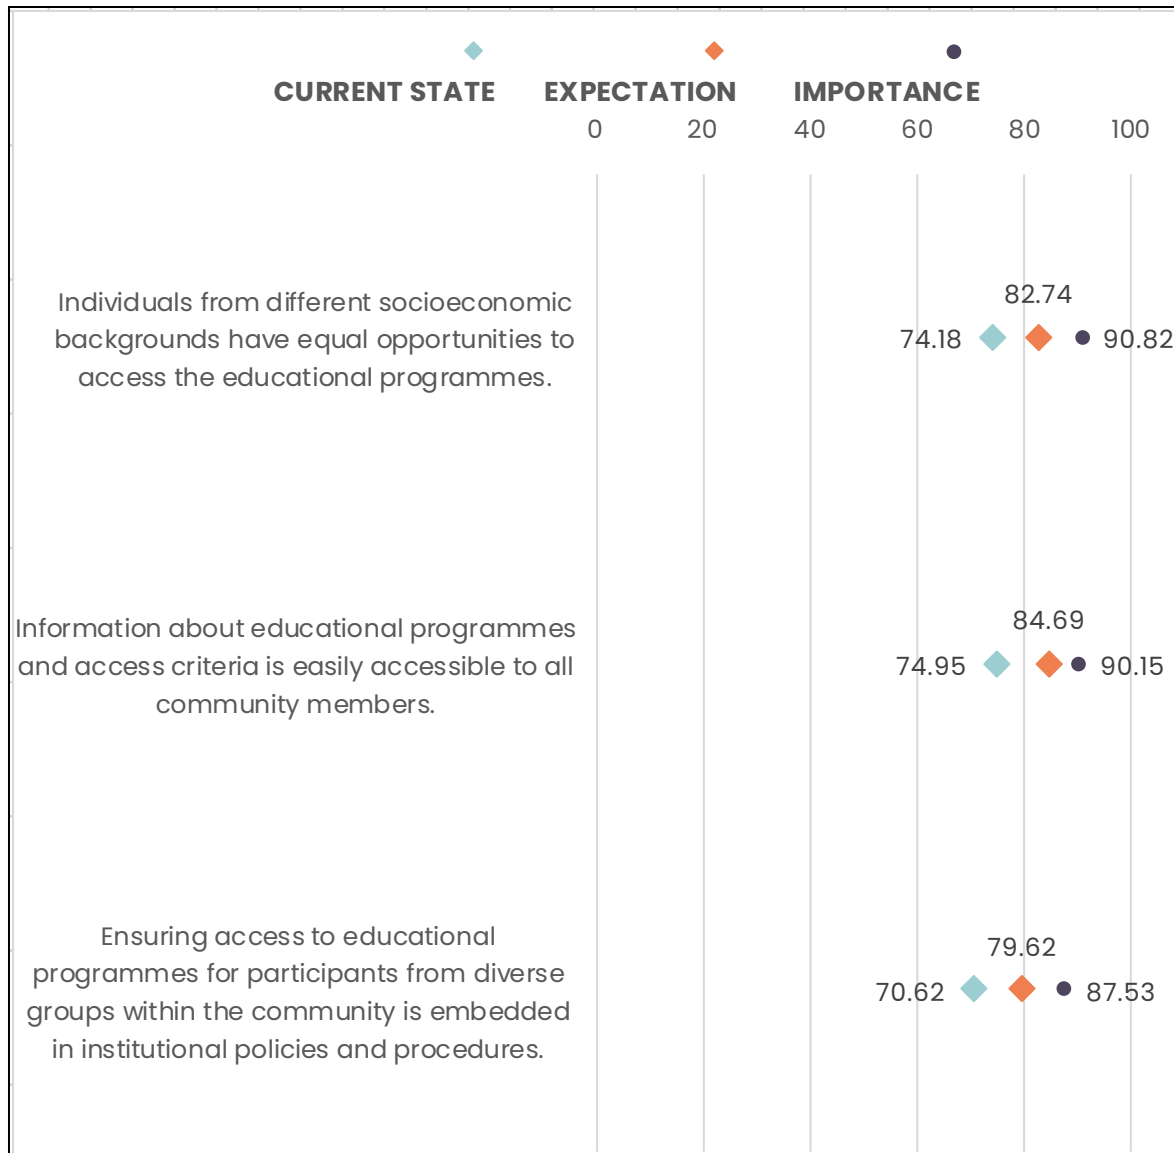 CURRENT STATE EXPECTATION IMPORTANCE
0 20 40 60 80 100
Individuals from different socioeconomic
backgrounds have equal opportunities to
access the educational programmes.
82.74
74.18 90.82
Information about educational programmes
and access criteria is easily accessible to all
community members.
84.69
74.95 90.15
Ensuring access to educational
programmes for participants from diverse
groups within the community is embedded
in institutional policies and procedures.
79.62
70.62 87.53